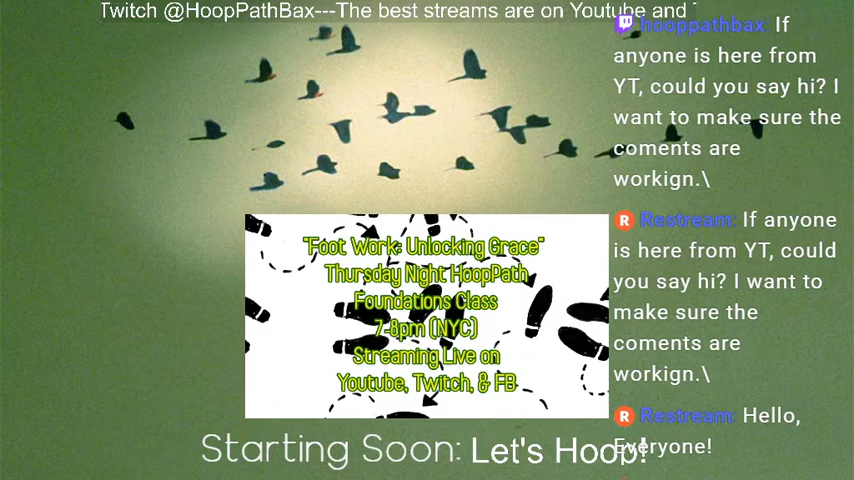 Twitch @HoopPathBax---The best streams are on Youtube and
hooppathbax: If
anyone is here from
YT, could you say hi? I
want to make sure the
coments are
workign.\
Restream: If anyone
is here from YT, could
you say hi? I want to
make sure the
coments are
workign.\
Restream: Hello,
Everyone!
"Foot Work: Unlocking Grace"
Thursday Night HoopPath
Foundations Class
7-8pm (NYC)
Streaming Live on
Youtube, Twitch, & FB
Starting Soon: Let's Hoop!